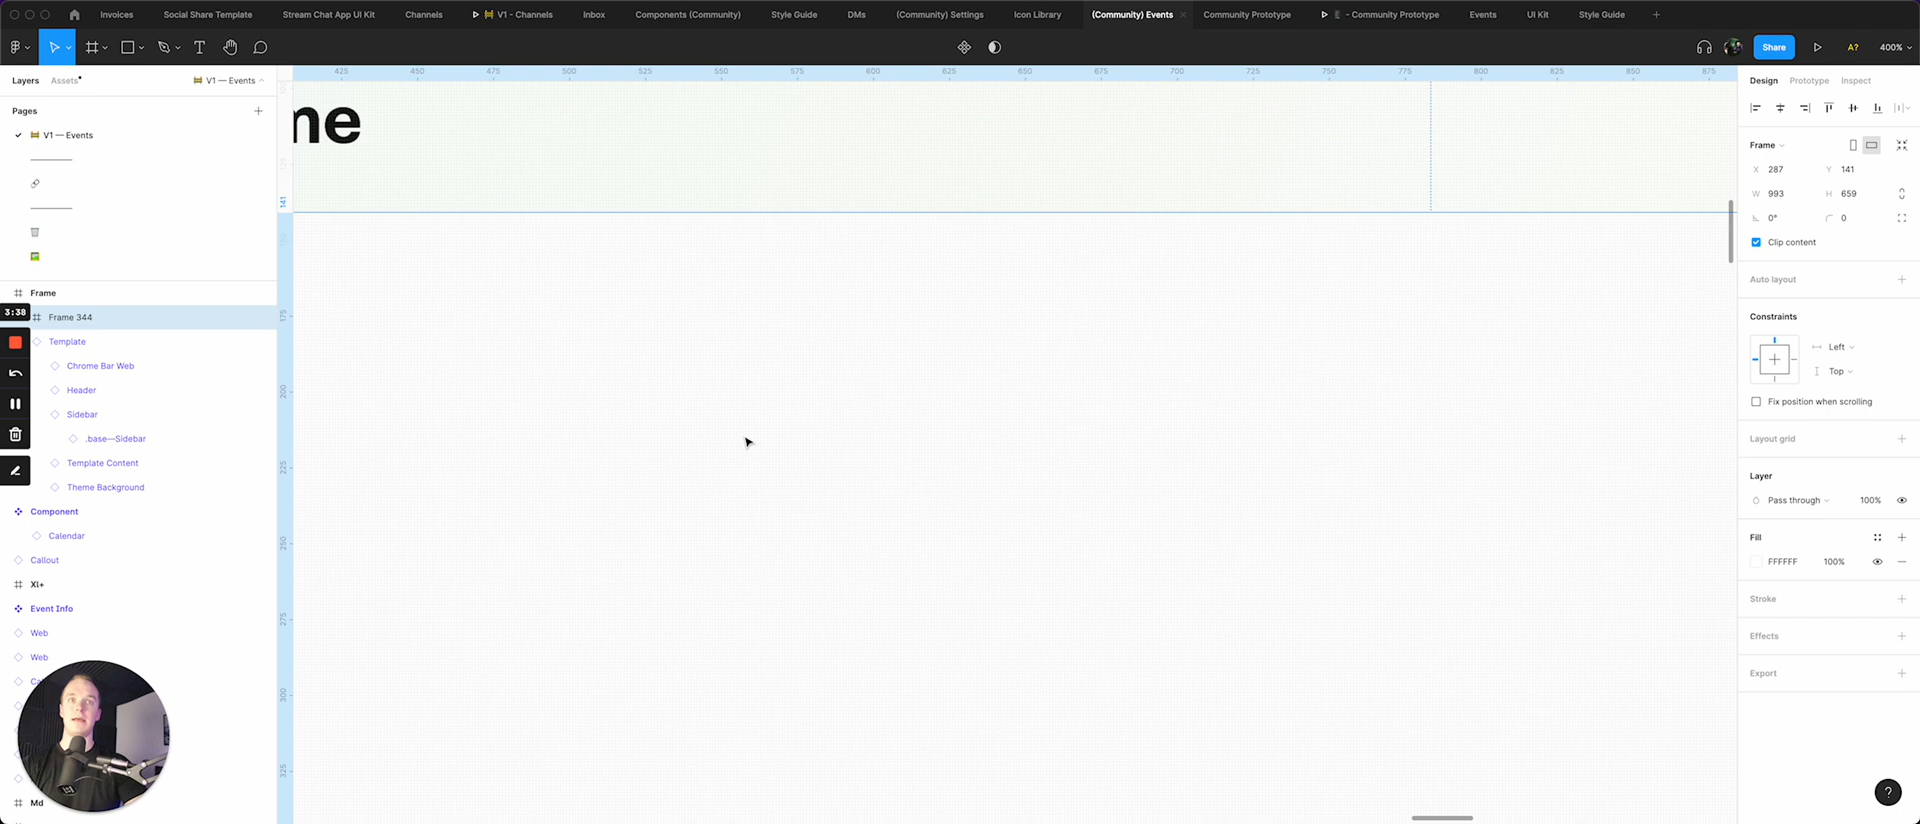 Invoices
Social Share Template
Stream Chat App UI Kit
Channels
V1 - Channels
Inbox
Components (Community)
Style Guide
DMs
(Community) Settings
Icon Library
(Community) Events
Community Prototype
- Community Prototype
Events
UI Kit
Style Guide
Share
A?
400%
Layers
Assets
V1 — Events
425
450
475
500
525
550
575
600
625
650
675
700
725
750
775
800
825
850
875
Design
Prototype
Inspect
Pages
V1 — Events
Frame
3:38
Frame 344
Template
Chrome Bar Web
Header
Sidebar
.base—Sidebar
Template Content
Theme Background
Component
Calendar
Callout
Xl+
Event Info
Web
Web
Ca
Md
me
125
141
175
200
225
250
275
300
325
Frame
X 287
Y 141
W 993
H 659
0°
0
Clip content
Auto layout
Constraints
Left
Top
Fix position when scrolling
Layout grid
Layer
Pass through
100%
Fill
FFFFFF
100%
Stroke
Effects
Export
?